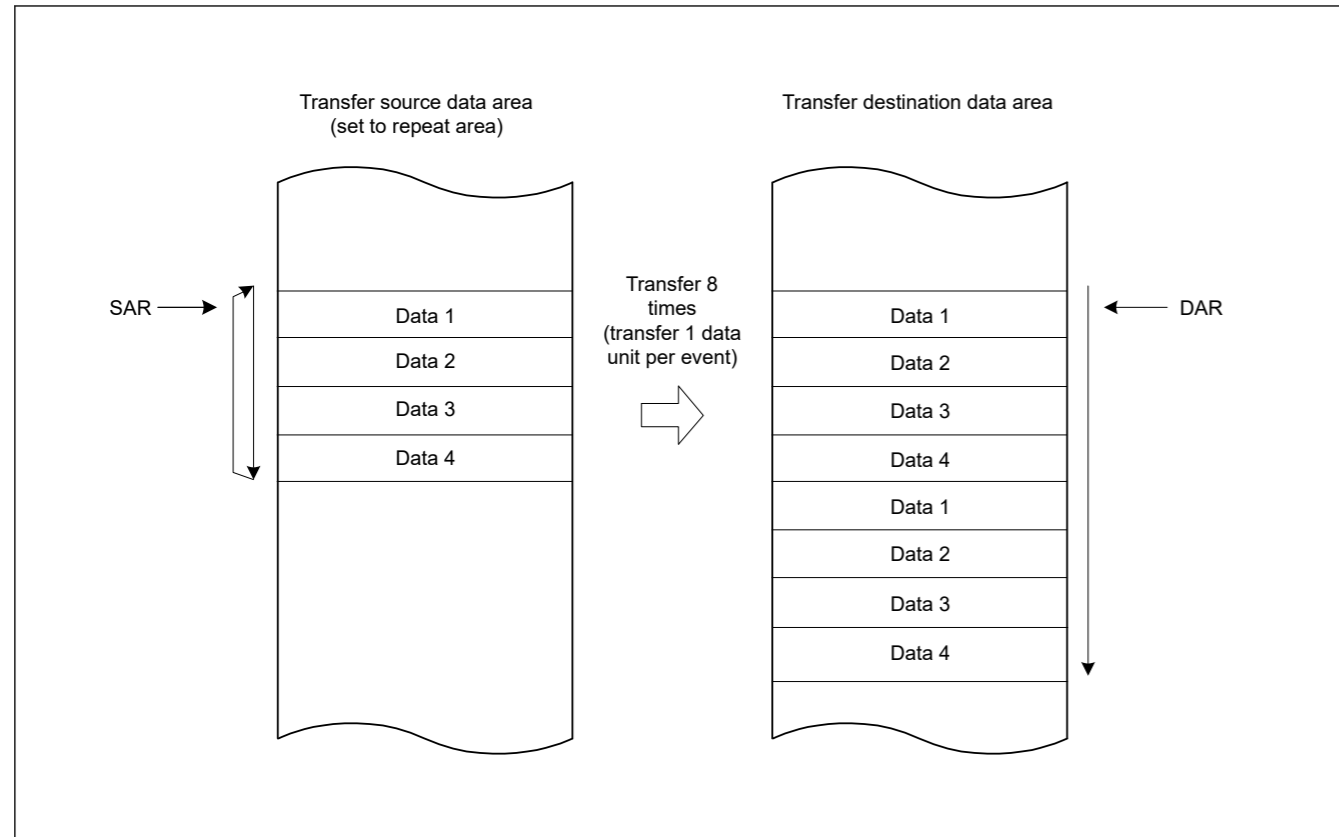 Transfer source data area
(set to repeat area)
Transfer destination data area
SAR
Data 1
Data 2
Data 3
Data 4
Transfer 8
times
(transfer 1 data
unit per event)
Data 1
Data 2
Data 3
Data 4
Data 1
Data 2
Data 3
Data 4
DAR